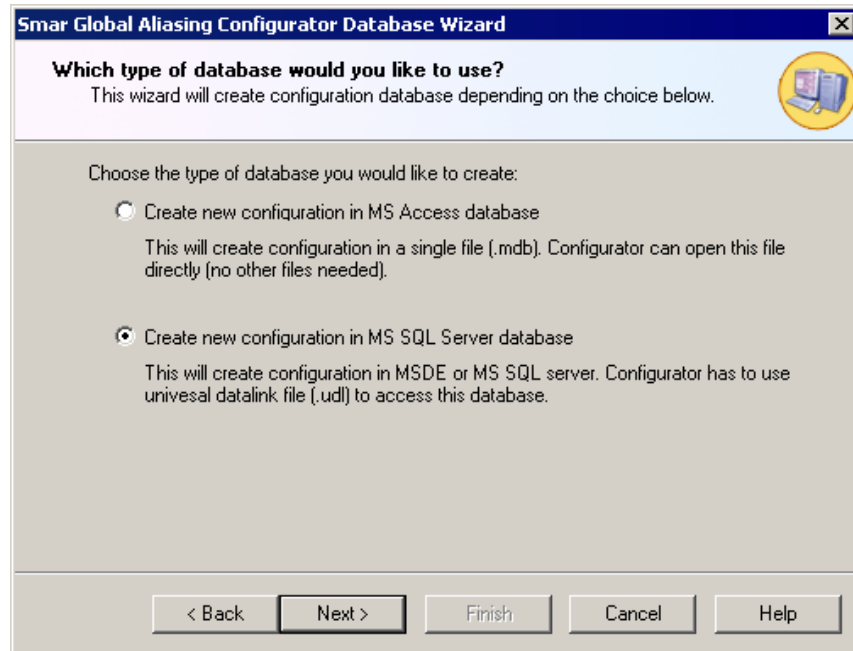 Smar Global Aliasing Configurator Database Wizard
Which type of database would you like to use?
This wizard will create configuration database depending on the choice below.
Choose the type of database you would like to create:
Create new configuration in MS Access database
This will create configuration in a single file (.mdb). Configurator can open this file
directly (no other files needed).
Create new configuration in MS SQL Server database
This will create configuration in MSDE or MS SQL server. Configurator has to use
univesal datalink file (.udl) to access this database.
< Back
Next >
Finish
Cancel
Help